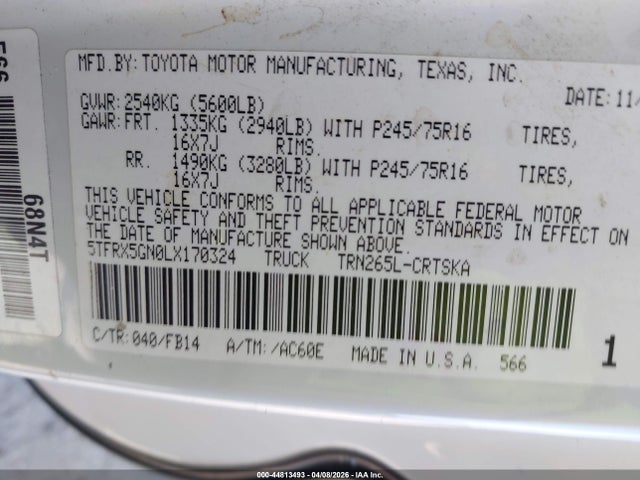 MFD.BY: TOYOTA MOTOR MANUFACTURING, TEXAS, INC.
DATE: 11/
GVWR: 2540KG (5600LB)
GAWR: FRT. 1335KG (2940LB) WITH P245/75R16 TIRES,
16X7J RIMS.
RR. 1490KG (3280LB) WITH P245/75R16 TIRES,
16X7J RIMS.
THIS VEHICLE CONFORMS TO ALL APPLICABLE FEDERAL MOTOR
VEHICLE SAFETY AND THEFT PREVENTION STANDARDS IN EFFECT ON
THE DATE OF MANUFACTURE SHOWN ABOVE.
5TFRX5GN0LX170324 TRUCK TRN265L-CRTSKA
C/TR: 040/FB14 A/TM: /AC60E MADE IN U.S.A. 566
1
566
68N4T
000-44813493 - 04/08/2026 - IAA Inc.